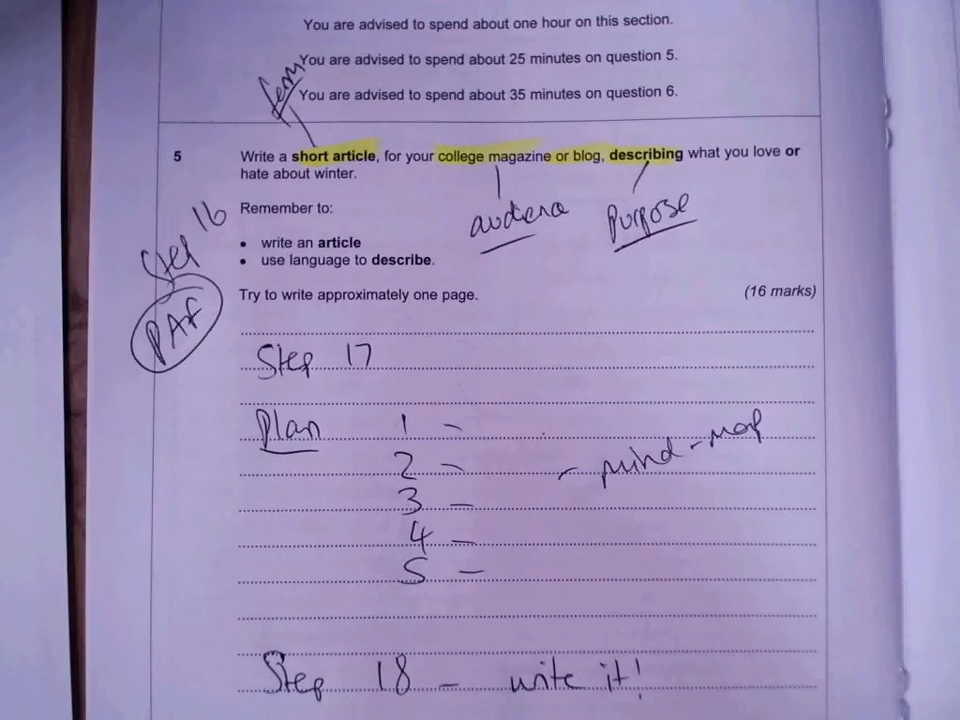 You are advised to spend about one hour on this section.
You are advised to spend about 25 minutes on question 5.
form
You are advised to spend about 35 minutes on question 6.
5 Write a short article, for your college magazine or blog, describing what you love or
hate about winter.
Step 16
Remember to:
audience
purpose
• write an article
• use language to describe.
PAF
Try to write approximately one page. (16 marks)
Step 17
Plan 1 -
2 - - mind-map
3 -
4 -
5 -
Step 18 - write it!